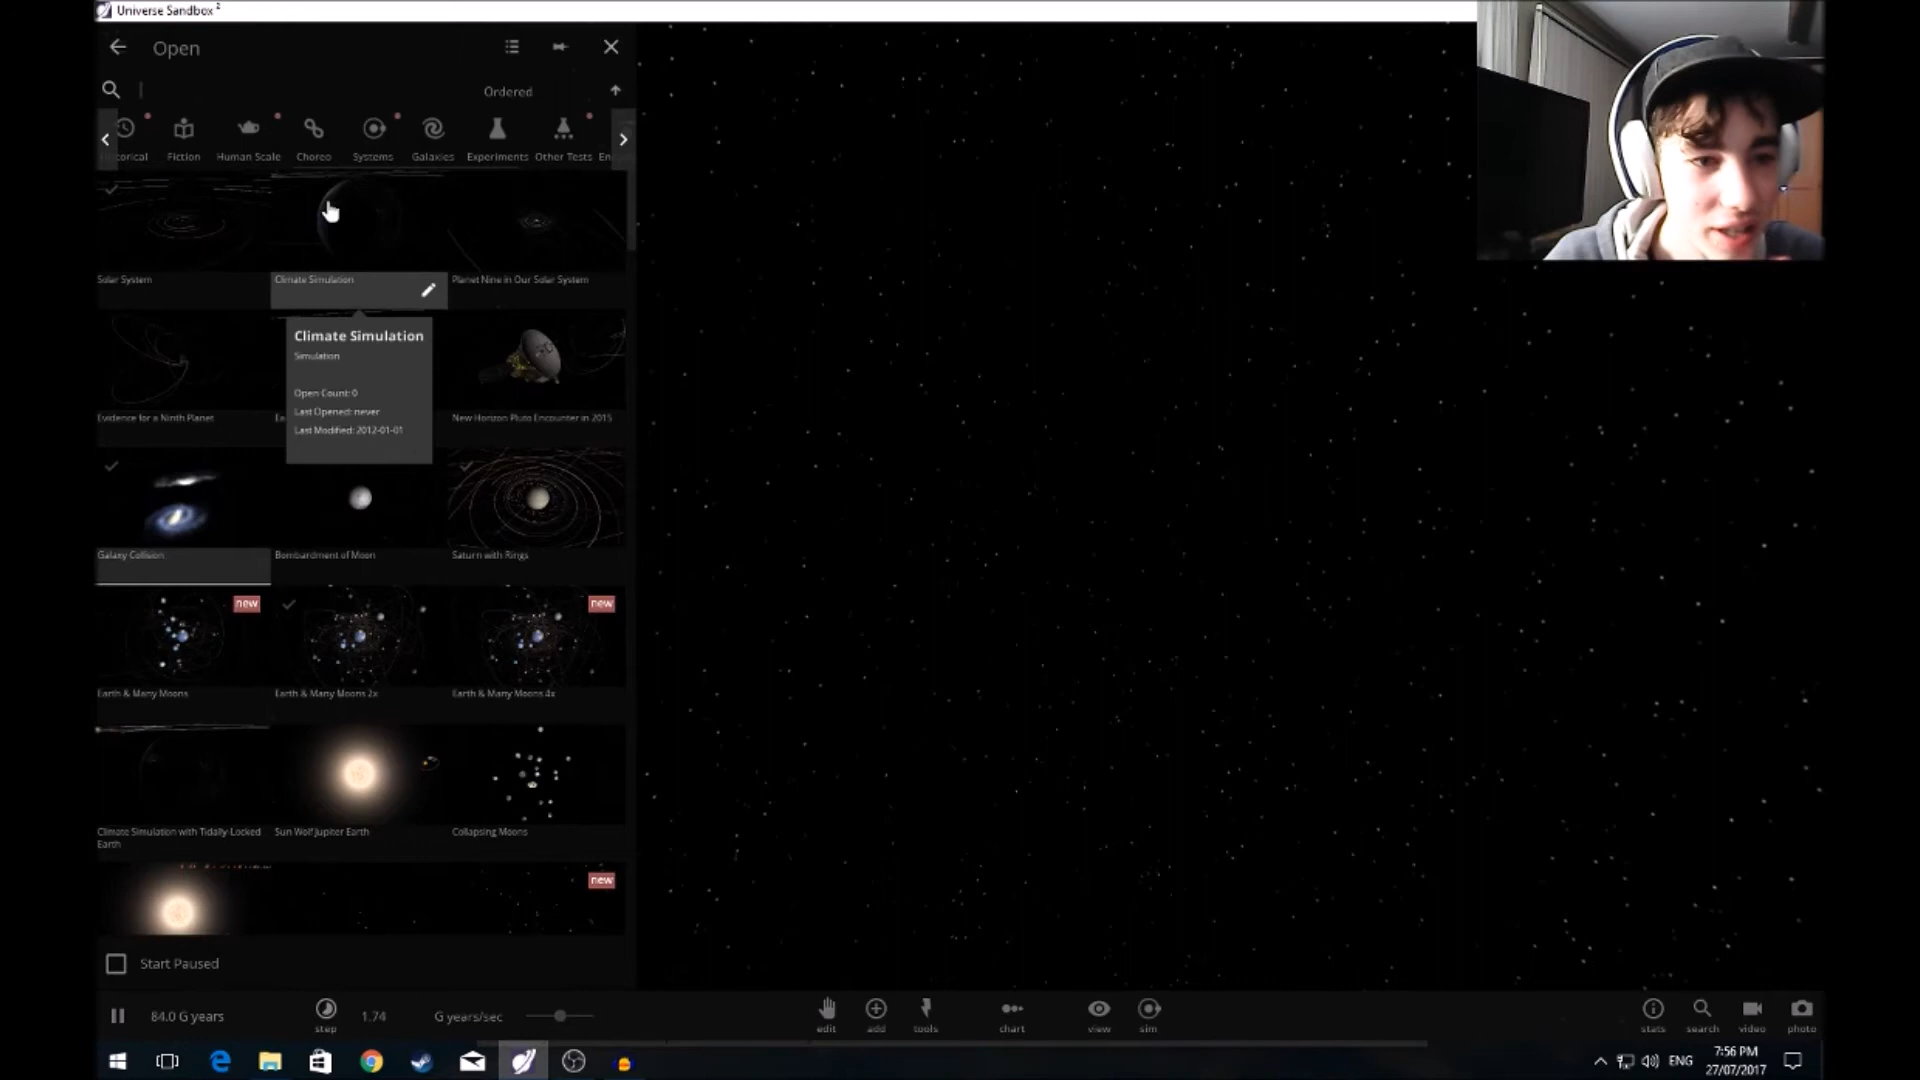 Universe Sandbox ²
Open
Ordered
orical Fiction Human Scale Choreo Systems Galaxies Experiments Other Tests En
Solar System
Climate Simulation
Planet Nine in Our Solar System
Climate Simulation
Simulation
Open Count: 0
Last Opened: never
Last Modified: 2012-01-01
Evidence for a Ninth Planet
Ea
New Horizon Pluto Encounter in 2015
Galaxy Collision
Bombardment of Moon
Saturn with Rings
new
new
Earth & Many Moons
Earth & Many Moons 2x
Earth & Many Moons 4x
Climate Simulation with Tidally-Locked
Earth
Sun Wolf Jupiter Earth
Collapsing Moons
new
Start Paused
84.0 G years
step
1.74
G years/sec
edit
add
tools
chart
view
sim
stats
search
video
photo
ENG
7:56 PM
27/07/2017